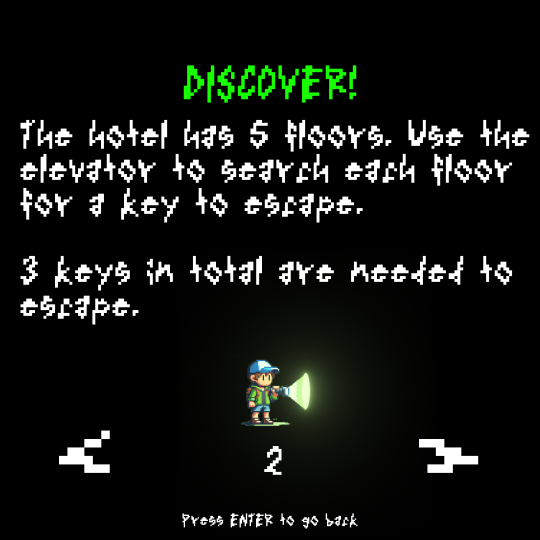 DISCOVER!
The hotel has 5 floors. Use the
elevator to search each floor
for a key to escape.
3 keys in total are needed to
escape.
2
Press ENTER to go back